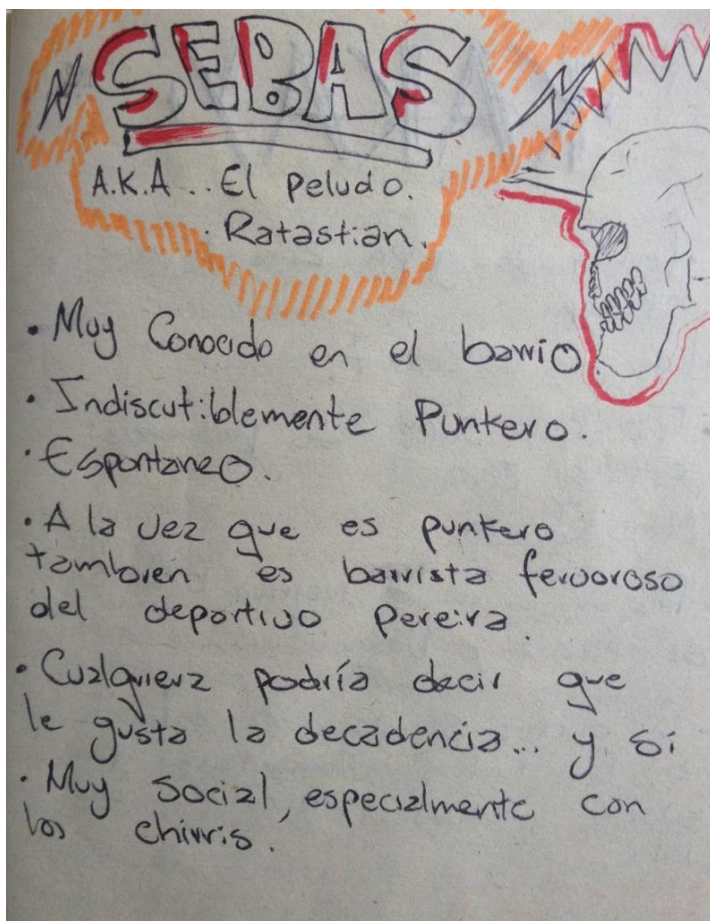 SEBAS
A.K.A .. El peludo.
. Ratastian.
· Muy Conocido en el barrio
· Indiscutiblemente Punkero.
· Espontaneo.
· A la vez que es punkero
tambien es barrista fervoroso
del deportivo pereira.
· Cualquiera podría decir que
le gusta la decadencia... y sí
· Muy social, especialmente con
los chirris.